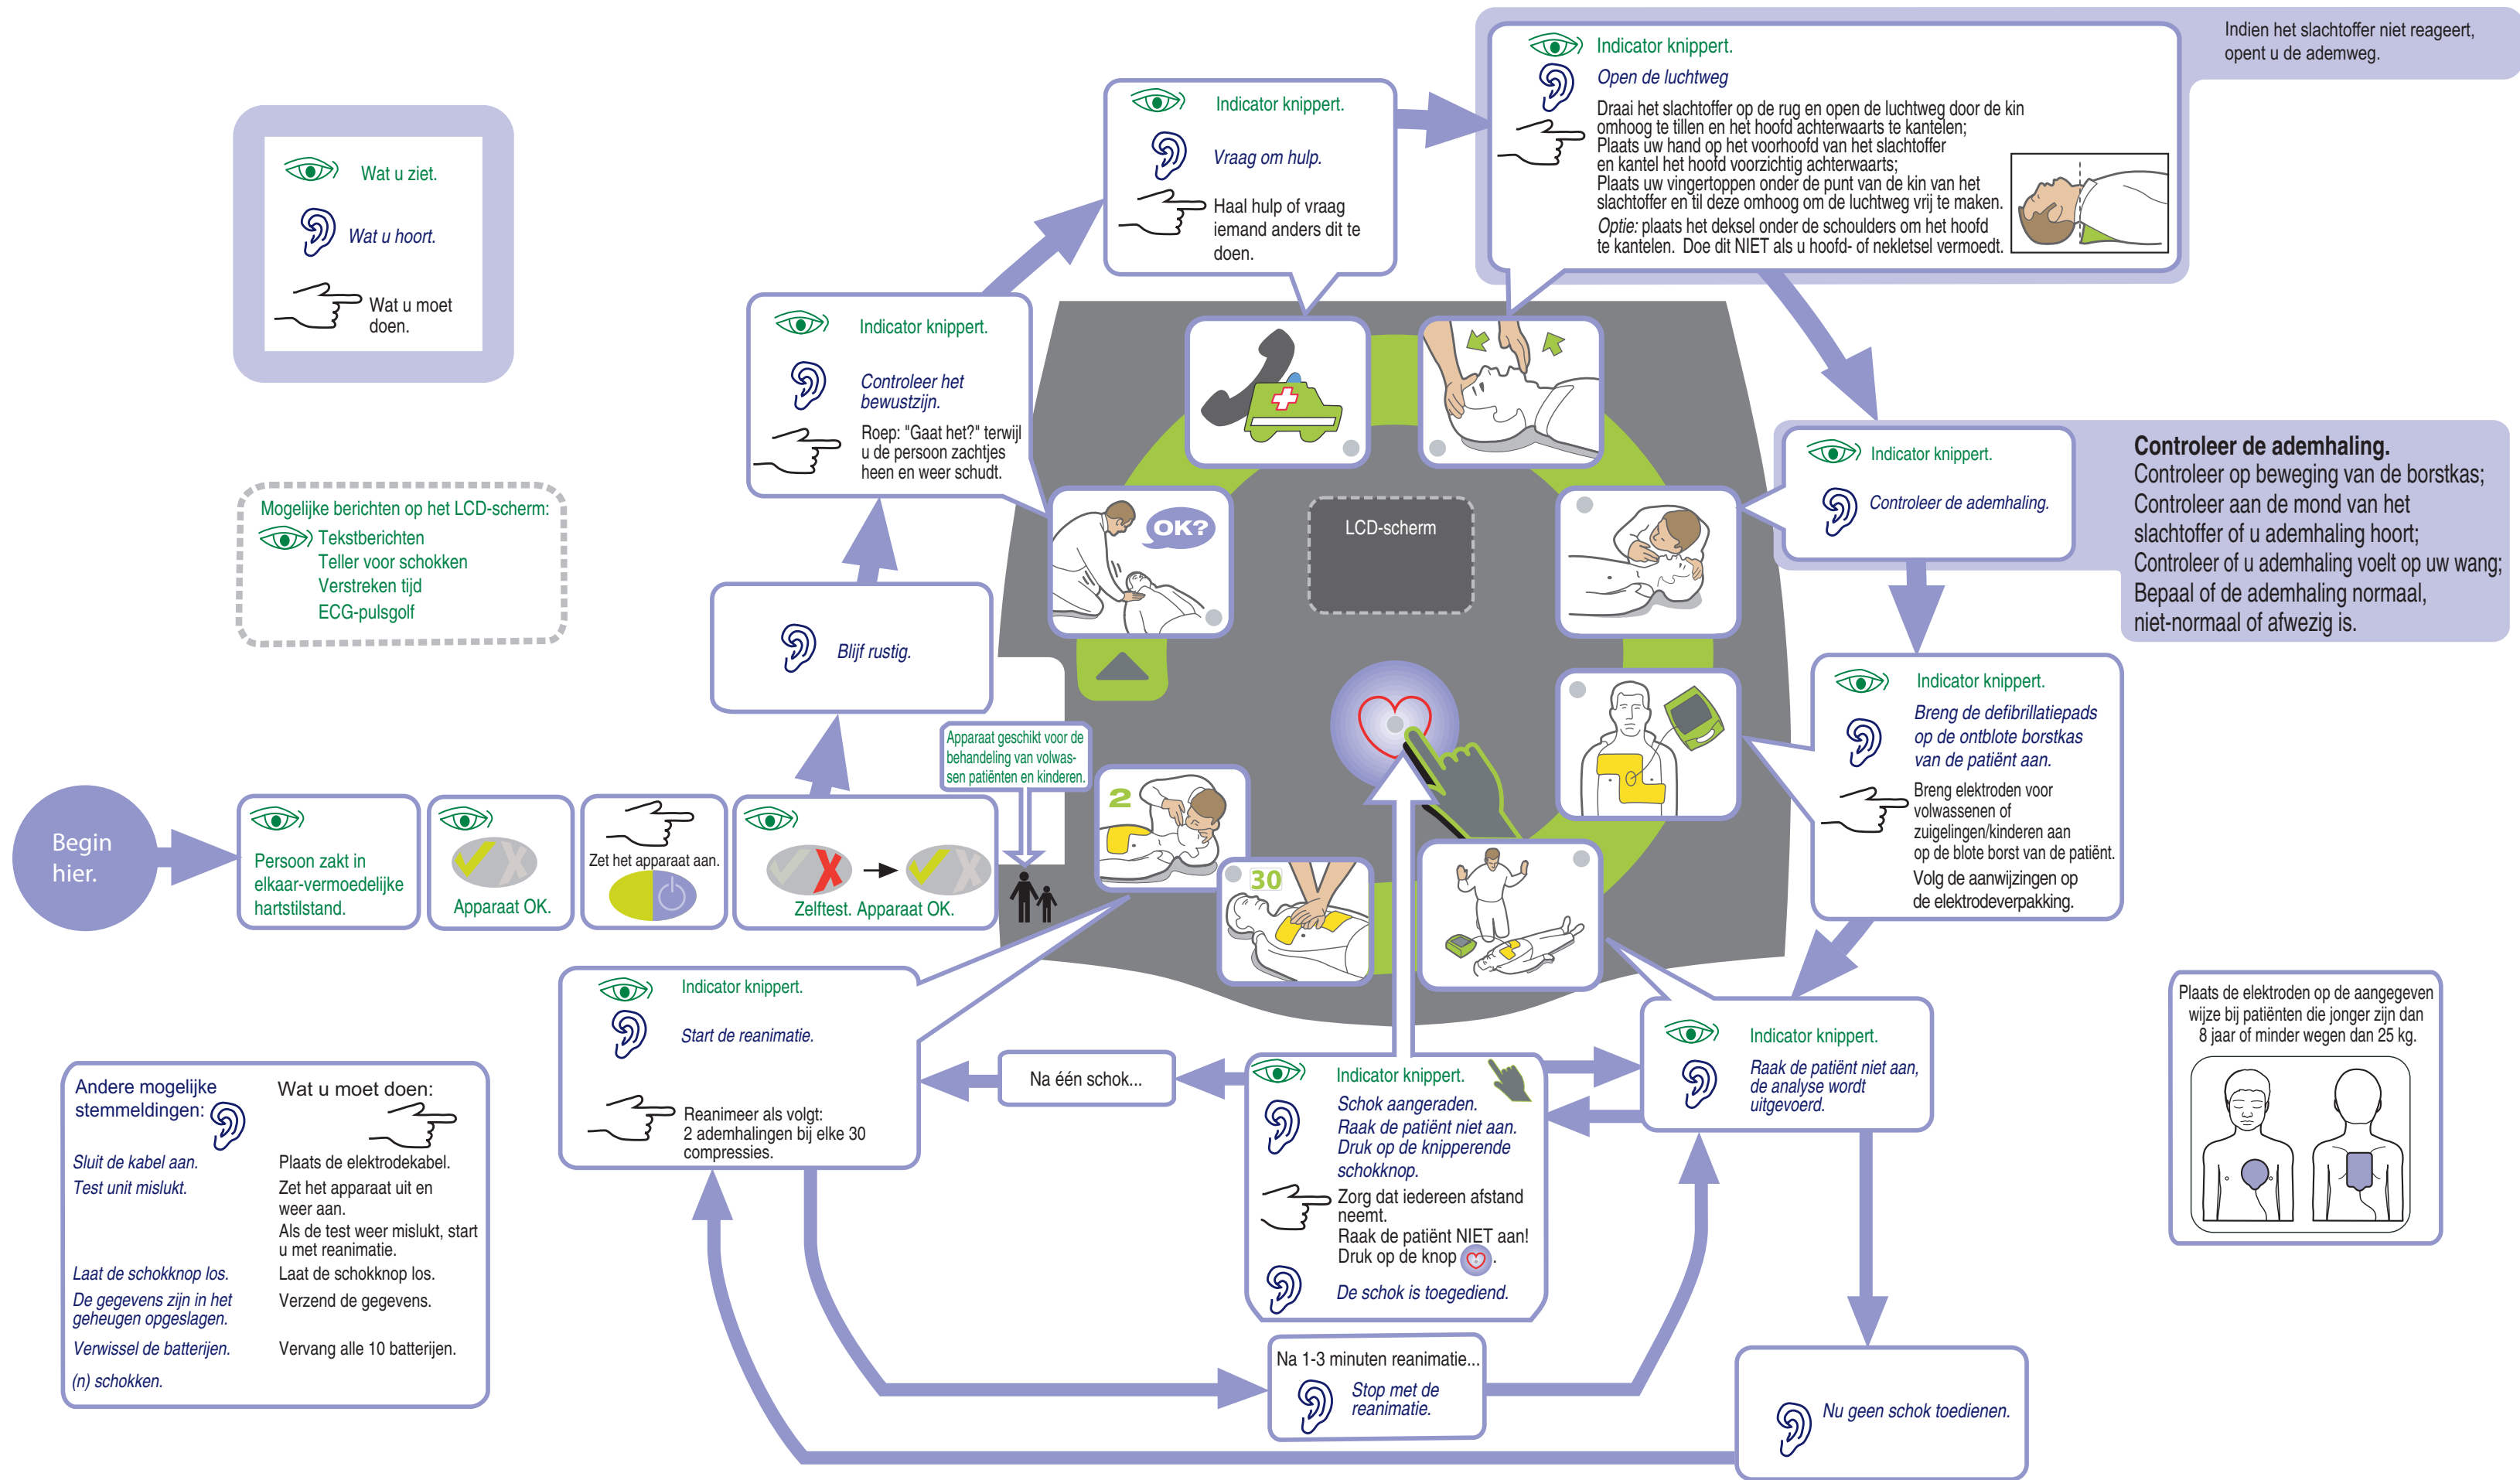 Indien het slachtoffer niet reageert,
opent u de ademweg.
Indicator knippert.
Open de luchtweg
Draai het slachtoffer op de rug en open de luchtweg door de kin
omhoog te tillen en het hoofd achterwaarts te kantelen;
Plaats uw hand op het voorhoofd van het slachtoffer
en kantel het hoofd voorzichtig achterwaarts;
Plaats uw vingertoppen onder de punt van de kin van het
slachtoffer en til deze omhoog om de luchtweg vrij te maken.
Optie: plaats het deksel onder de schoulders om het hoofd
te kantelen. Doe dit NIET als u hoofd- of nekletsel vermoedt.
Indicator knippert.
Vraag om hulp.
Haal hulp of vraag
iemand anders dit te
doen.
Wat u ziet.
Wat u hoort.
Wat u moet
doen.
Indicator knippert.
Controleer het
bewustzijn.
Roep: "Gaat het?" terwijl
u de persoon zachtjes
heen en weer schudt.
Mogelijke berichten op het LCD-scherm:
Tekstberichten
Teller voor schokken
Verstreken tijd
ECG-pulsgolf
OK?
LCD-scherm
Indicator knippert.
Controleer de ademhaling.
Controleer de ademhaling.
Controleer op beweging van de borstkas;
Controleer aan de mond van het
slachtoffer of u ademhaling hoort;
Controleer of u ademhaling voelt op uw wang;
Bepaal of de ademhaling normaal,
niet-normaal of afwezig is.
Blijf rustig.
Indicator knippert.
Breng de defibrillatiepads
op de ontblote borstkas
van de patiënt aan.
Breng elektroden voor
volwassenen of
zuigelingen/kinderen aan
op de blote borst van de patiënt.
Volg de aanwijzingen op
de elektrodeverpakking.
Apparaat geschikt voor de
behandeling van volwas-
sen patiënten en kinderen.
Begin
hier.
Persoon zakt in
elkaar-vermoedelijke
hartstilstand.
Apparaat OK.
Zet het apparaat aan.
Zelftest. Apparaat OK.
2
30
Indicator knippert.
Start de reanimatie.
Reanimeer als volgt:
2 ademhalingen bij elke 30
compressies.
Na één schok...
Indicator knippert.
Schok aangeraden.
Raak de patiënt niet aan.
Druk op de knipperende
schokknop.
Zorg dat iedereen afstand
neemt.
Raak de patiënt NIET aan!
Druk op de knop .
De schok is toegediend.
Indicator knippert.
Raak de patiënt niet aan,
de analyse wordt
uitgevoerd.
Plaats de elektroden op de aangegeven
wijze bij patiënten die jonger zijn dan
8 jaar of minder wegen dan 25 kg.
Andere mogelijke
stemmeldingen:
Wat u moet doen:
Sluit de kabel aan.
Plaats de elektrodekabel.
Test unit mislukt.
Zet het apparaat uit en
weer aan.
Als de test weer mislukt, start
u met reanimatie.
Laat de schokknop los.
Laat de schokknop los.
De gegevens zijn in het
geheugen opgeslagen.
Verzend de gegevens.
Verwissel de batterijen.
Vervang alle 10 batterijen.
(n) schokken.
Na 1-3 minuten reanimatie...
Stop met de
reanimatie.
Nu geen schok toedienen.